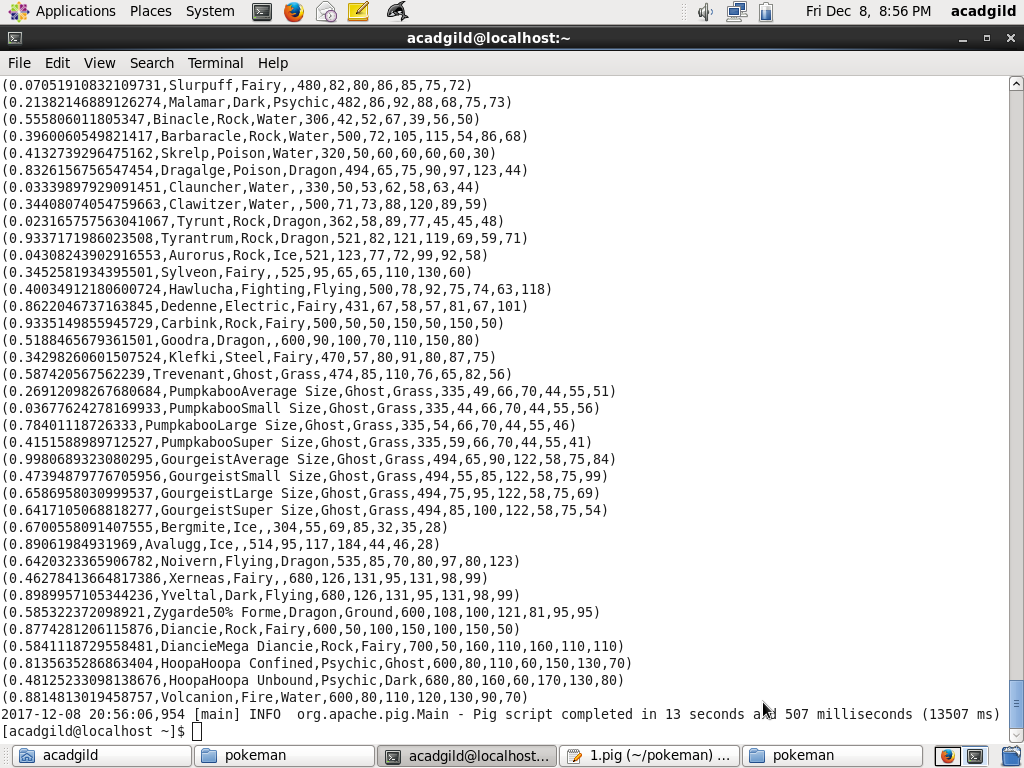 Applications Places System Fri Dec 8, 8:56 PM acadgild
acadgild@localhost:~
File Edit View Search Terminal Help
(0.07051910832109731,Slurpuff,Fairy,,480,82,80,86,85,75,72)
(0.21382146889126274,Malamar,Dark,Psychic,482,86,92,88,68,75,73)
(0.555806011805347,Binacle,Rock,Water,306,42,52,67,39,56,50)
(0.3960060549821417,Barbaracle,Rock,Water,500,72,105,115,54,86,68)
(0.4132739296475162,Skrelp,Poison,Water,320,50,60,60,60,60,30)
(0.8326156756547454,Dragalge,Poison,Dragon,494,65,75,90,97,123,44)
(0.03339897929091451,Clauncher,Water,,330,50,53,62,58,63,44)
(0.34408074054759663,Clawitzer,Water,,500,71,73,88,120,89,59)
(0.023165757563041067,Tyrunt,Rock,Dragon,362,58,89,77,45,45,48)
(0.9337171986023508,Tyrantrum,Rock,Dragon,521,82,121,119,69,59,71)
(0.04308243902916553,Aurorus,Rock,Ice,521,123,77,72,99,92,58)
(0.3452581934395501,Sylveon,Fairy,,525,95,65,65,110,130,60)
(0.40034912180600724,Hawlucha,Fighting,Flying,500,78,92,75,74,63,118)
(0.8622046737163845,Dedenne,Electric,Fairy,431,67,58,57,81,67,101)
(0.9335149855945729,Carbink,Rock,Fairy,500,50,50,150,50,150,50)
(0.5188465679361501,Goodra,Dragon,,600,90,100,70,110,150,80)
(0.34298260601507524,Klefki,Steel,Fairy,470,57,80,91,80,87,75)
(0.587420567562239,Trevenant,Ghost,Grass,474,85,110,76,65,82,56)
(0.26912098267680684,PumpkabooAverage Size,Ghost,Grass,335,49,66,70,44,55,51)
(0.03677624278169933,PumpkabooSmall Size,Ghost,Grass,335,44,66,70,44,55,56)
(0.78401118726333,PumpkabooLarge Size,Ghost,Grass,335,54,66,70,44,55,46)
(0.4151588989712527,PumpkabooSuper Size,Ghost,Grass,335,59,66,70,44,55,41)
(0.9980689323080295,GourgeistAverage Size,Ghost,Grass,494,65,90,122,58,75,84)
(0.47394879776705956,GourgeistSmall Size,Ghost,Grass,494,55,85,122,58,75,99)
(0.6586958030999537,GourgeistLarge Size,Ghost,Grass,494,75,95,122,58,75,69)
(0.6417105068818277,GourgeistSuper Size,Ghost,Grass,494,85,100,122,58,75,54)
(0.6700558091407555,Bergmite,Ice,,304,55,69,85,32,35,28)
(0.89061984931969,Avalugg,Ice,,514,95,117,184,44,46,28)
(0.6420323365906782,Noivern,Flying,Dragon,535,85,70,80,97,80,123)
(0.46278413664817386,Xerneas,Fairy,,680,126,131,95,131,98,99)
(0.8989957105344236,Yveltal,Dark,Flying,680,126,131,95,131,98,99)
(0.585322372098921,Zygarde50% Forme,Dragon,Ground,600,108,100,121,81,95,95)
(0.8774281206115876,Diancie,Rock,Fairy,600,50,100,150,100,150,50)
(0.5841118729558481,DiancieMega Diancie,Rock,Fairy,700,50,160,110,160,110,110)
(0.8135635286863404,HoopaHoopa Confined,Psychic,Ghost,600,80,110,60,150,130,70)
(0.48125233098138676,HoopaHoopa Unbound,Psychic,Dark,680,80,160,60,170,130,80)
(0.8814813019458757,Volcanion,Fire,Water,600,80,110,120,130,90,70)
2017-12-08 20:56:06,954 [main] INFO  org.apache.pig.Main - Pig script completed in 13 seconds and 507 milliseconds (13507 ms)
[acadgild@localhost ~]$
acadgild pokeman acadgild@localhost:... 1.pig (~/pokeman) ... pokeman